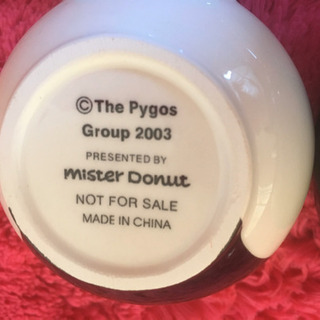 ©The Pygos
Group 2003
PRESENTED BY
mister Donut
NOT FOR SALE
MADE IN CHINA